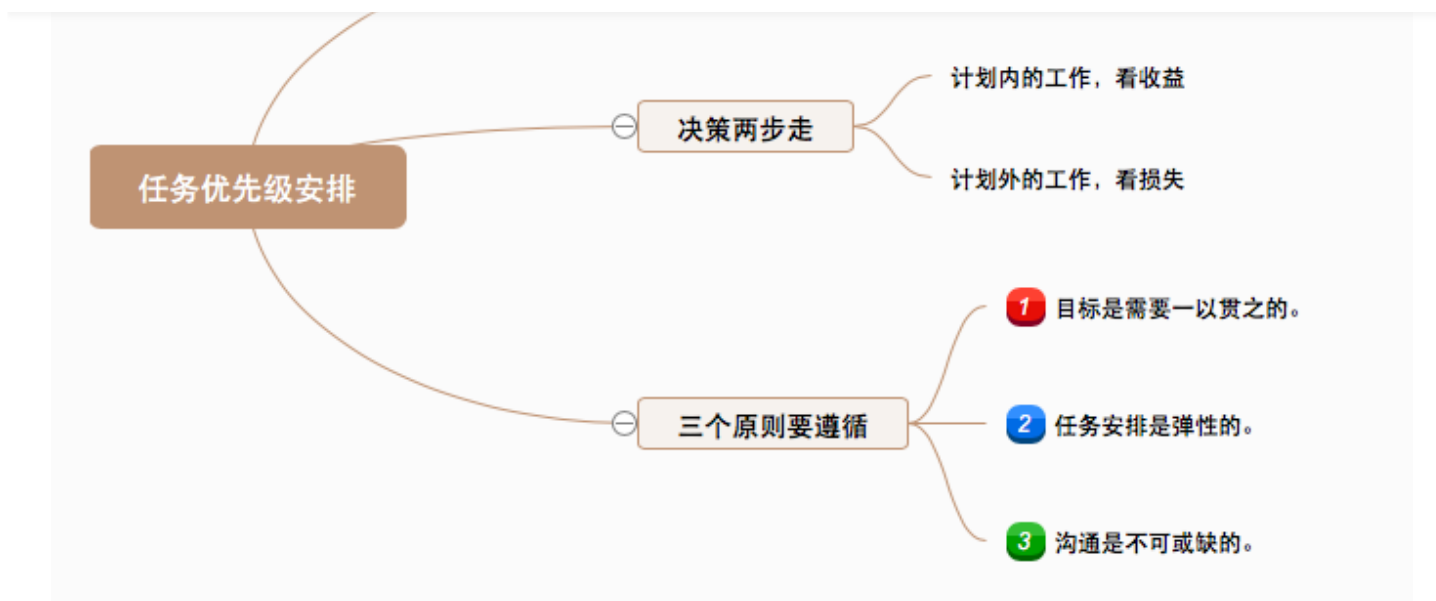 任务优先级安排
决策两步走
计划内的工作，看收益
计划外的工作，看损失
三个原则要遵循
1 目标是需要一以贯之的。
2 任务安排是弹性的。
3 沟通是不可或缺的。